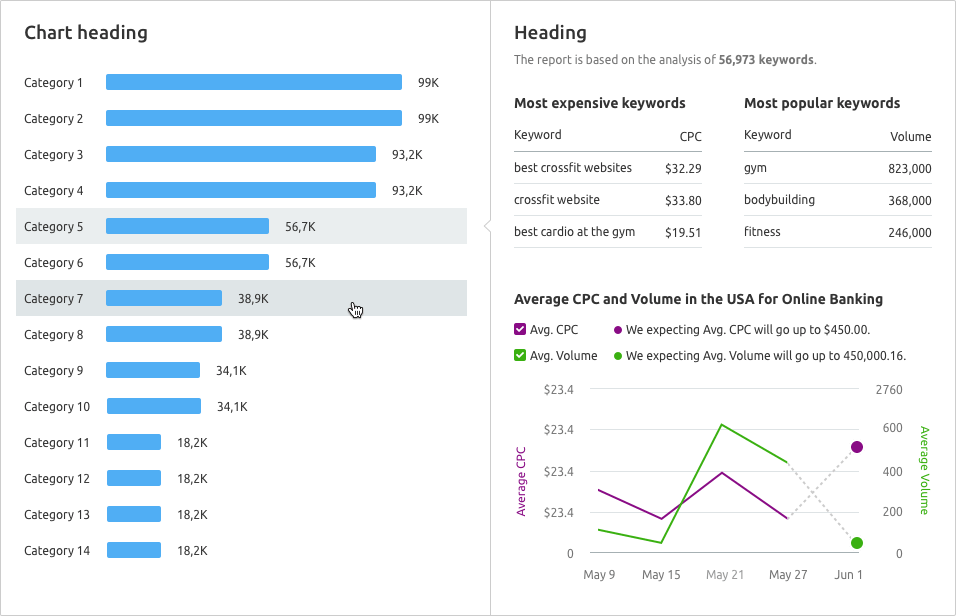 Chart heading
Category 1 99K
Category 2 99K
Category 3 93,2K
Category 4 93,2K
Category 5 56,7K
Category 6 56,7K
Category 7 38,9K
Category 8 38,9K
Category 9 34,1K
Category 10 34,1K
Category 11 18,2K
Category 12 18,2K
Category 13 18,2K
Category 14 18,2K
Heading
The report is based on the analysis of 56,973 keywords.
Most expensive keywords
Keyword CPC
best crossfit websites $32.29
crossfit website $33.80
best cardio at the gym $19.51
Most popular keywords
Keyword Volume
gym 823,000
bodybuilding 368,000
fitness 246,000
Average CPC and Volume in the USA for Online Banking
Avg. CPC We expecting Avg. CPC will go up to $450.00.
Avg. Volume We expecting Avg. Volume will go up to 450,000.16.
Average CPC
$23.4 2760
$23.4 600
$23.4 400
$23.4 200
0 0
Average Volume
May 9 May 15 May 21 May 27 Jun 1